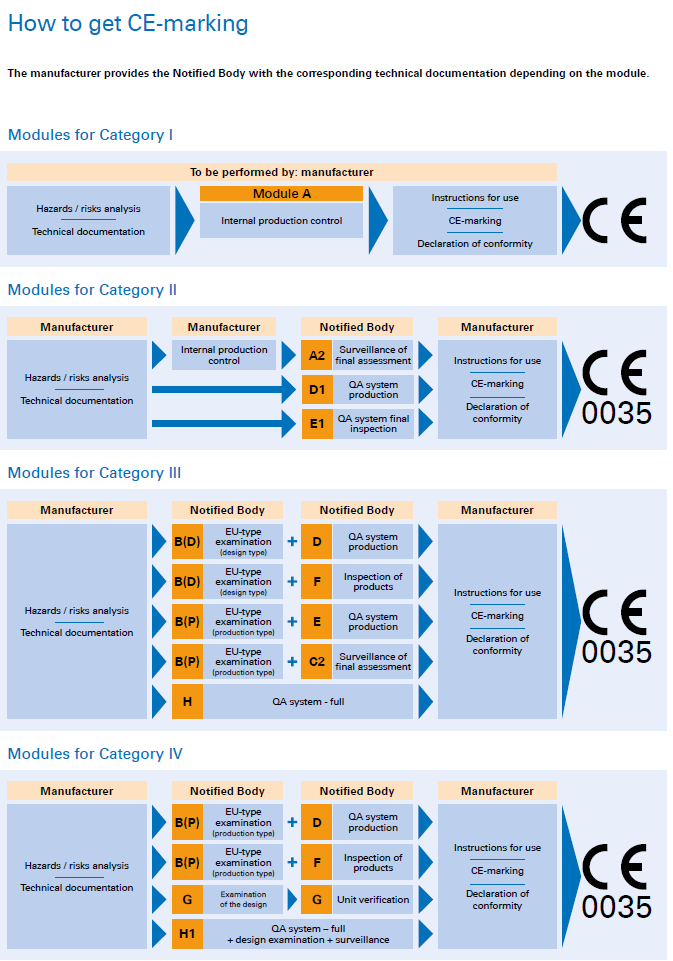 How to get CE-marking
The manufacturer provides the Notified Body with the corresponding technical documentation depending on the module.
Modules for Category I
To be performed by: manufacturer
Hazards / risks analysis
Technical documentation
Module A
Internal production control
Instructions for use
CE-marking
Declaration of conformity
CE
Modules for Category II
Manufacturer
Manufacturer
Notified Body
Manufacturer
Hazards / risks analysis
Technical documentation
Internal production
control
A2
Surveillance of
final assessment
D1
QA system
production
E1
QA system final
inspection
Instructions for use
CE-marking
Declaration of
conformity
CE
0035
Modules for Category III
Manufacturer
Notified Body
Notified Body
Manufacturer
Hazards / risks analysis
Technical documentation
B(D)
EU-type
examination
(design type)
+
D
QA system
production
B(D)
EU-type
examination
(design type)
+
F
Inspection of
products
B(P)
EU-type
examination
(production type)
+
E
QA system
production
B(P)
EU-type
examination
(production type)
+
C2
Surveillance of
final assessment
H
QA system - full
Instructions for use
CE-marking
Declaration of
conformity
CE
0035
Modules for Category IV
Manufacturer
Notified Body
Notified Body
Manufacturer
Hazards / risks analysis
Technical documentation
B(P)
EU-type
examination
(production type)
+
D
QA system
production
B(P)
EU-type
examination
(production type)
+
F
Inspection of
products
G
Examination
of the design
G
Unit verification
H1
QA system – full
+ design examination + surveillance
Instructions for use
CE-marking
Declaration of
conformity
CE
0035